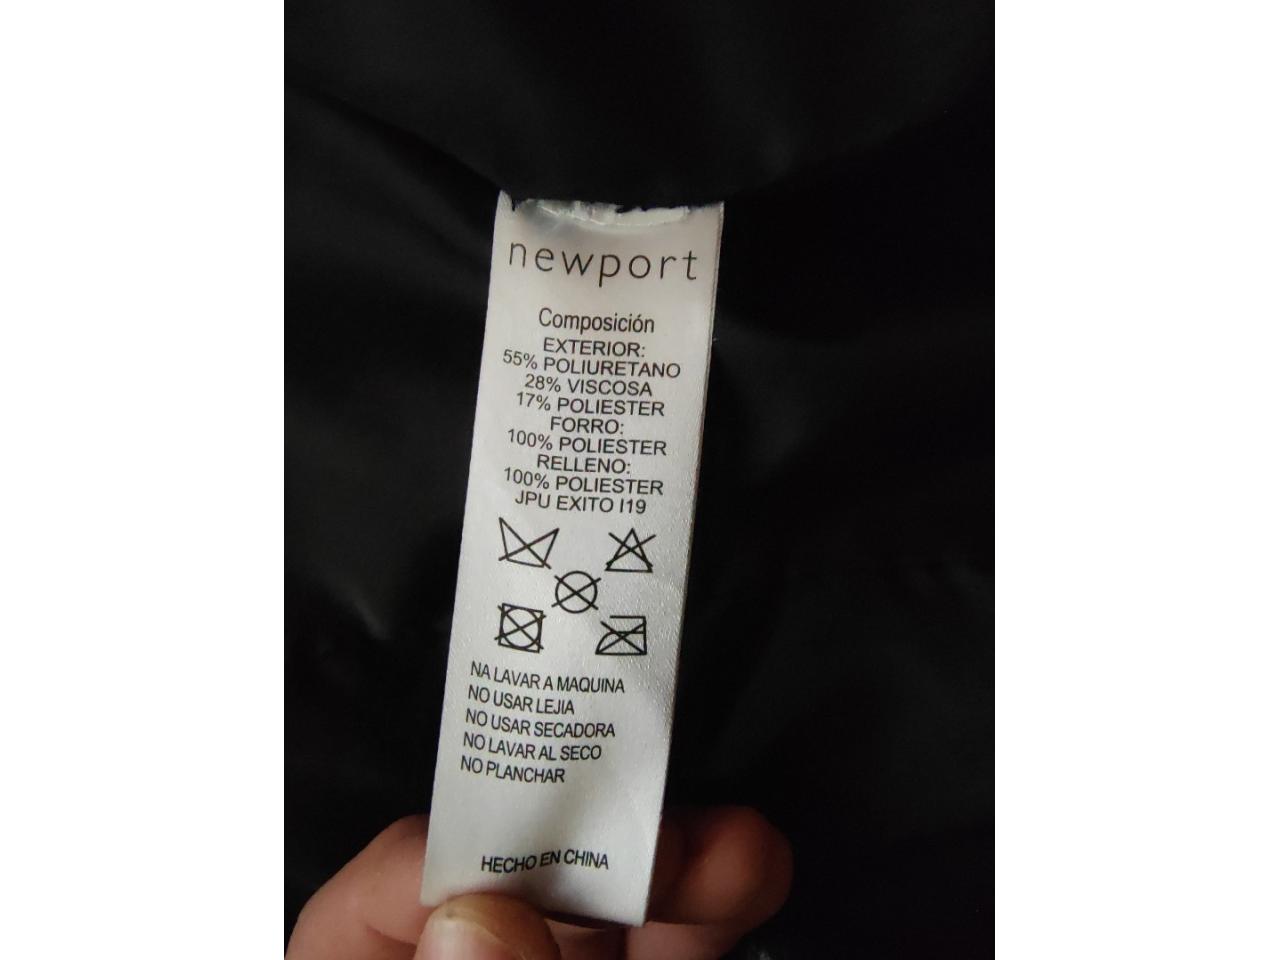 newport
Composición
EXTERIOR:
55% POLIURETANO
28% VISCOSA
17% POLIESTER
FORRO:
100% POLIESTER
RELLENO:
100% POLIESTER
JPU EXITO I19
NA LAVAR A MAQUINA
NO USAR LEJIA
NO USAR SECADORA
NO LAVAR AL SECO
NO PLANCHAR
HECHO EN CHINA